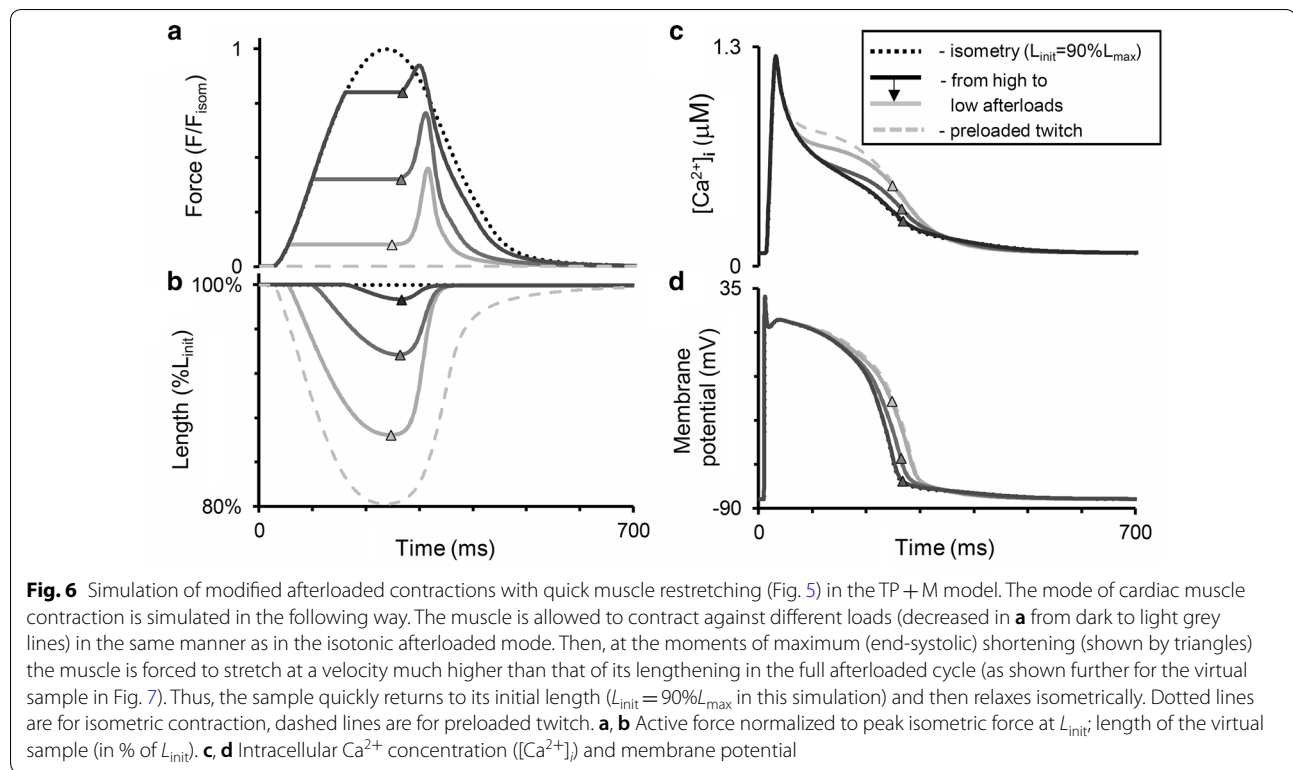 a
1
Force (F/F_isom)
0
b
100%
Length (%L_init)
80%
0
700
Time (ms)
c
1.3
[Ca²⁺]ᵢ (µM)
0
- isometry (L_init=90%L_max)
- from high to
low afterloads
- preloaded twitch
d
35
Membrane
potential (mV)
-90
0
700
Time (ms)
Fig. 6 Simulation of modified afterloaded contractions with quick muscle restretching (Fig. 5) in the TP + M model. The mode of cardiac muscle
contraction is simulated in the following way. The muscle is allowed to contract against different loads (decreased in a from dark to light grey
lines) in the same manner as in the isotonic afterloaded mode. Then, at the moments of maximum (end-systolic) shortening (shown by triangles)
the muscle is forced to stretch at a velocity much higher than that of its lengthening in the full afterloaded cycle (as shown further for the virtual
sample in Fig. 7). Thus, the sample quickly returns to its initial length (L_init = 90%L_max in this simulation) and then relaxes isometrically. Dotted lines
are for isometric contraction, dashed lines are for preloaded twitch. a, b Active force normalized to peak isometric force at L_init; length of the virtual
sample (in % of L_init). c, d Intracellular Ca²⁺ concentration ([Ca²⁺]ᵢ) and membrane potential